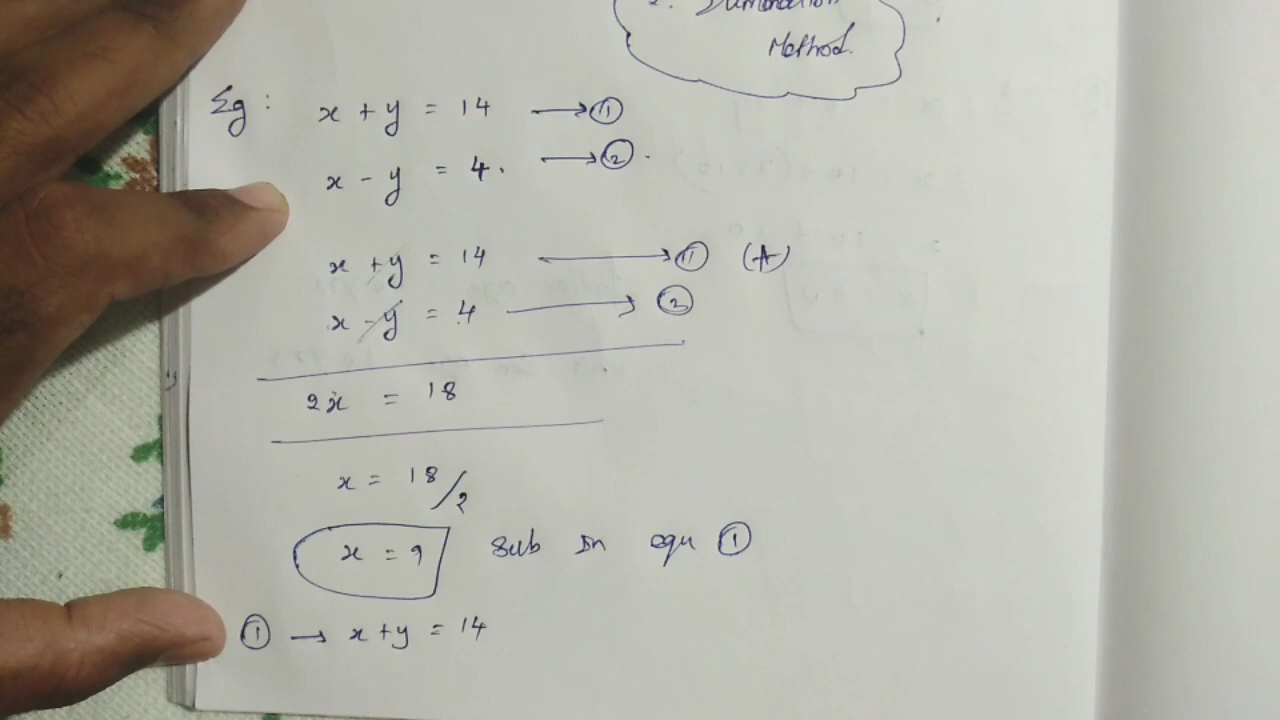 Method.
Eg : x + y = 14 → ①
x - y = 4. → ②.
x + y = 14 → ① (A)
x - y = 4 → ②
2x = 18
x = 18/2
x = 9 Sub in equ ①
① → x + y = 14